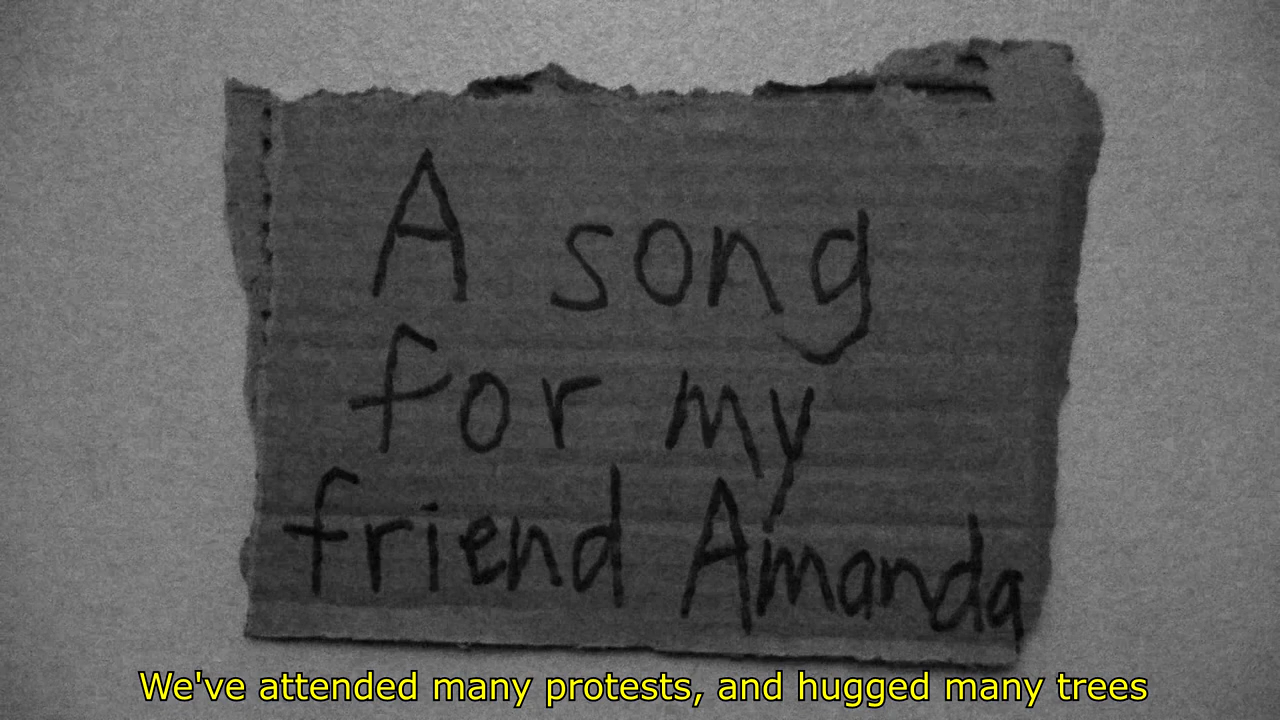 A song
for my
friend Amanda
We've attended many protests, and hugged many trees